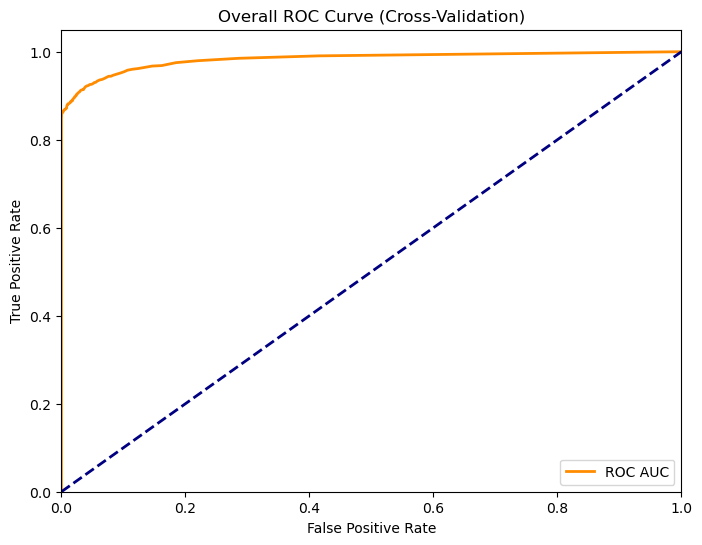 Overall ROC Curve (Cross-Validation)
1.0
0.8
0.6
0.4
0.2
0.0
True Positive Rate
ROC AUC
0.0 0.2 0.4 0.6 0.8 1.0
False Positive Rate